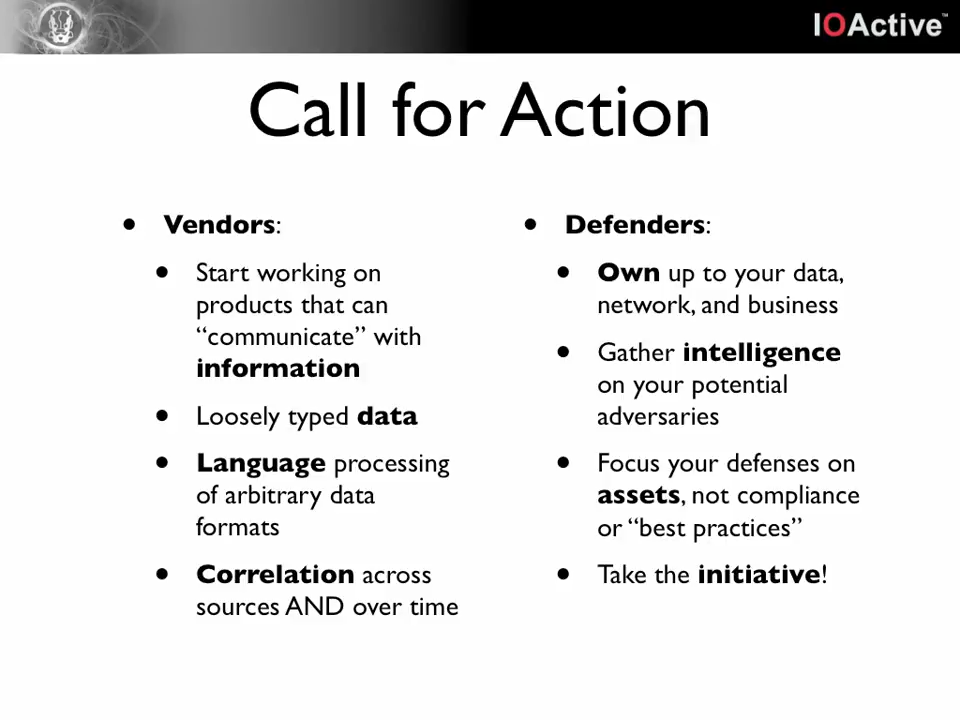 IOActive™
Call for Action
• Vendors:
• Start working on
products that can
“communicate” with
information
• Loosely typed data
• Language processing
of arbitrary data
formats
• Correlation across
sources AND over time
• Defenders:
• Own up to your data,
network, and business
• Gather intelligence
on your potential
adversaries
• Focus your defenses on
assets, not compliance
or “best practices”
• Take the initiative!